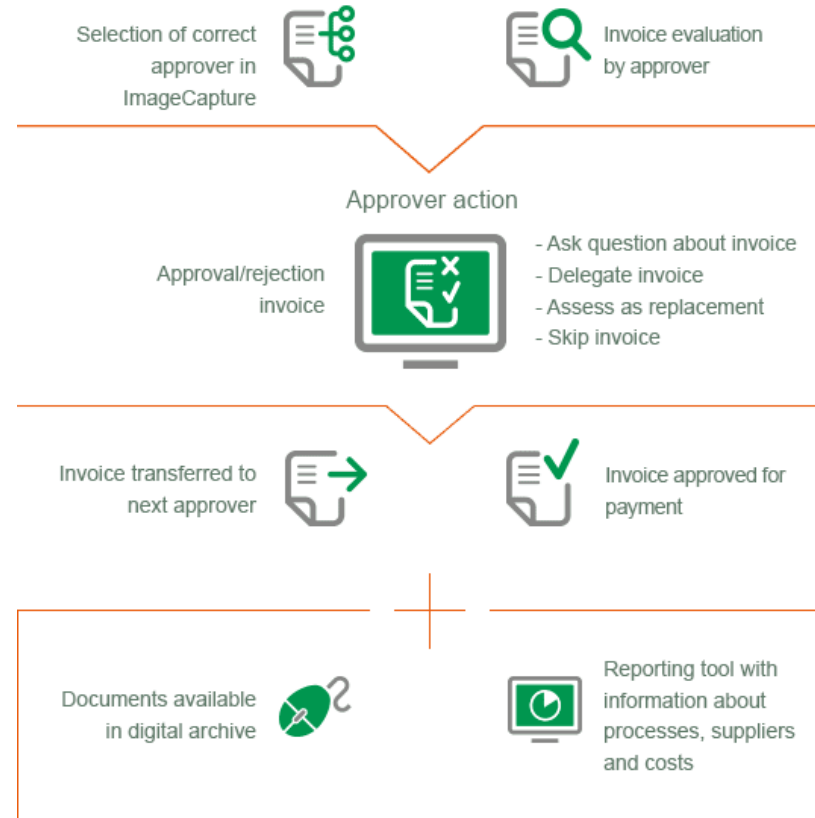 Selection of correct
approver in
ImageCapture
Invoice evaluation
by approver
Approver action
Approval/rejection
invoice
- Ask question about invoice
- Delegate invoice
- Assess as replacement
- Skip invoice
Invoice transferred to
next approver
Invoice approved for
payment
Documents available
in digital archive
Reporting tool with
information about
processes, suppliers
and costs